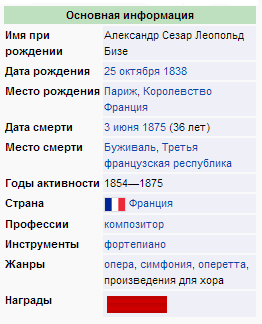 Основная информация
Имя при рождении Александр Сезар Леопольд Бизе
Дата рождения 25 октября 1838
Место рождения Париж, Королевство Франция
Дата смерти 3 июня 1875 (36 лет)
Место смерти Буживаль, Третья французская республика
Годы активности 1854—1875
Страна Франция
Профессии композитор
Инструменты фортепиано
Жанры опера, симфония, оперетта, произведения для хора
Награды